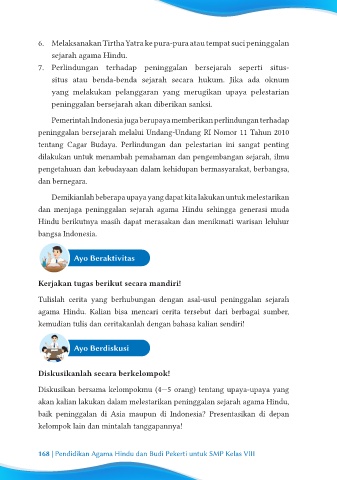 6. Melaksanakan Tirtha Yatra ke pura-pura atau tempat suci peninggalan
sejarah agama Hindu.
7. Perlindungan terhadap peninggalan bersejarah seperti situs-
situs atau benda-benda sejarah secara hukum. Jika ada oknum
yang melakukan pelanggaran yang merugikan upaya pelestarian
peninggalan bersejarah akan diberikan sanksi.
Pemerintah Indonesia juga berupaya memberikan perlindungan terhadap
peninggalan bersejarah melalui Undang-Undang RI Nomor 11 Tahun 2010
tentang Cagar Budaya. Perlindungan dan pelestarian ini sangat penting
dilakukan untuk menambah pemahaman dan pengembangan sejarah, ilmu
pengetahuan dan kebudayaan dalam kehidupan bermasyarakat, berbangsa,
dan bernegara.
Demikianlah beberapa upaya yang dapat kita lakukan untuk melestarikan
dan menjaga peninggalan sejarah agama Hindu sehingga generasi muda
Hindu berikutnya masih dapat merasakan dan menikmati warisan leluhur
bangsa Indonesia.
Ayo Beraktivitas
Kerjakan tugas berikut secara mandiri!
Tulislah cerita yang berhubungan dengan asal-usul peninggalan sejarah
agama Hindu. Kalian bisa mencari cerita tersebut dari berbagai sumber,
kemudian tulis dan ceritakanlah dengan bahasa kalian sendiri!
Ayo Berdiskusi
Diskusikanlah secara berkelompok!
Diskusikan bersama kelompokmu (4—5 orang) tentang upaya-upaya yang
akan kalian lakukan dalam melestarikan peninggalan sejarah agama Hindu,
baik peninggalan di Asia maupun di Indonesia? Presentasikan di depan
kelompok lain dan mintalah tanggapannya!
168 | Pendidikan Agama Hindu dan Budi Pekerti untuk SMP Kelas VIII